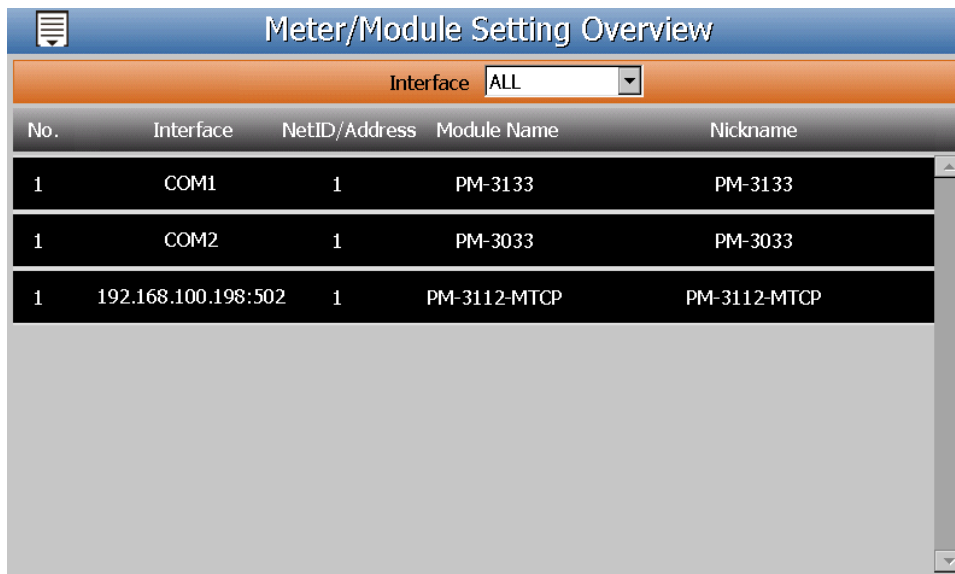 Meter/Module Setting Overview
Interface ALL
No. Interface NetID/Address Module Name Nickname
1 COM1 1 PM-3133 PM-3133
1 COM2 1 PM-3033 PM-3033
1 192.168.100.198:502 1 PM-3112-MTCP PM-3112-MTCP